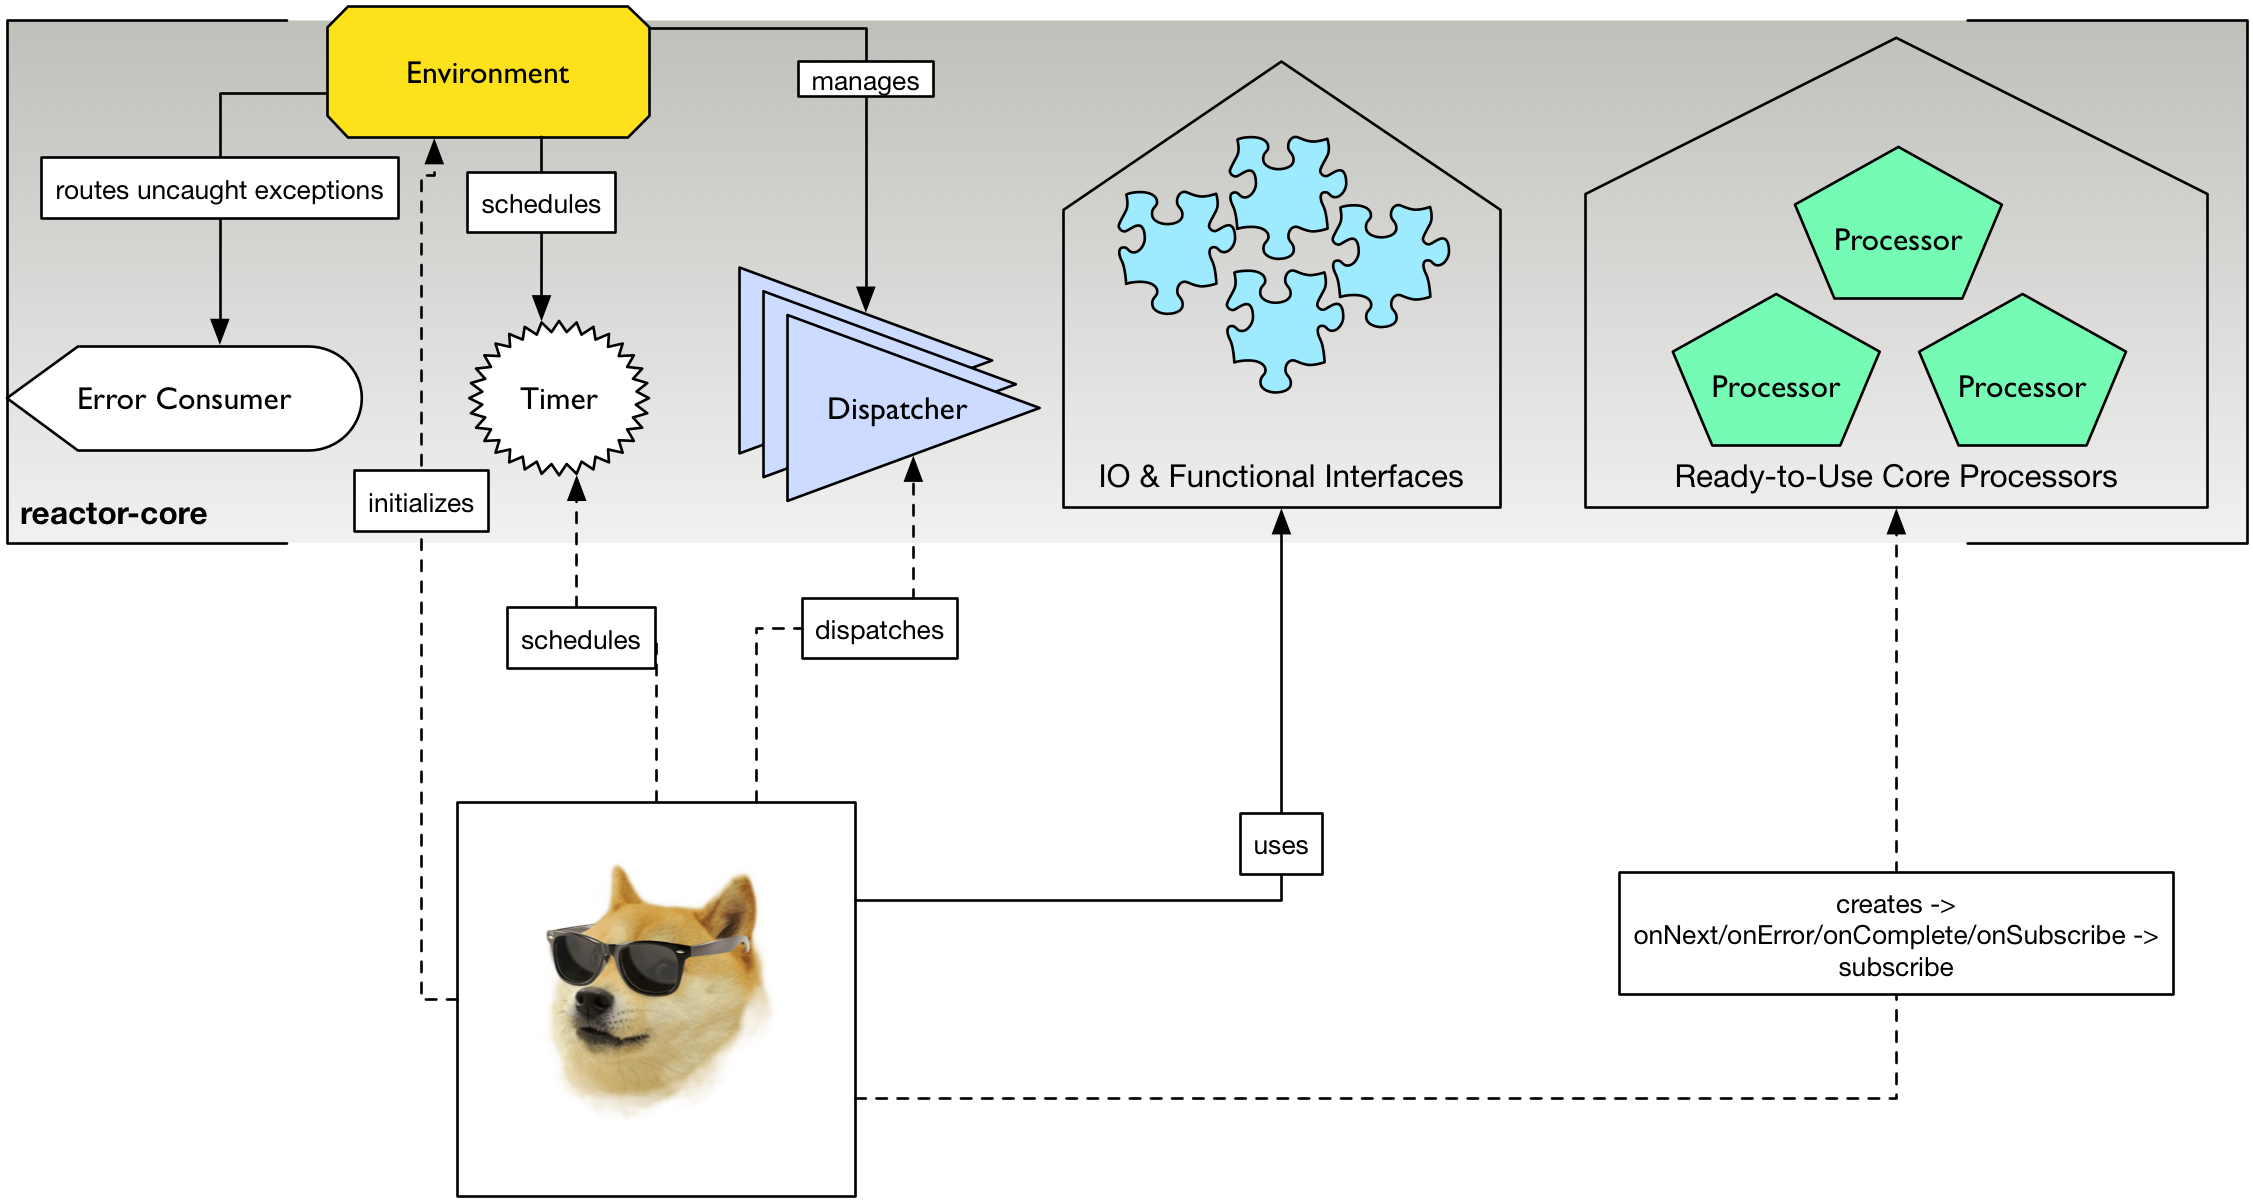 Environment
manages
routes uncaught exceptions
schedules
Processor
Error Consumer
Timer
Dispatcher
Processor
Processor
IO & Functional Interfaces
Ready-to-Use Core Processors
initializes
reactor-core
schedules
dispatches
uses
creates ->
onNext/onError/onComplete/onSubscribe ->
subscribe